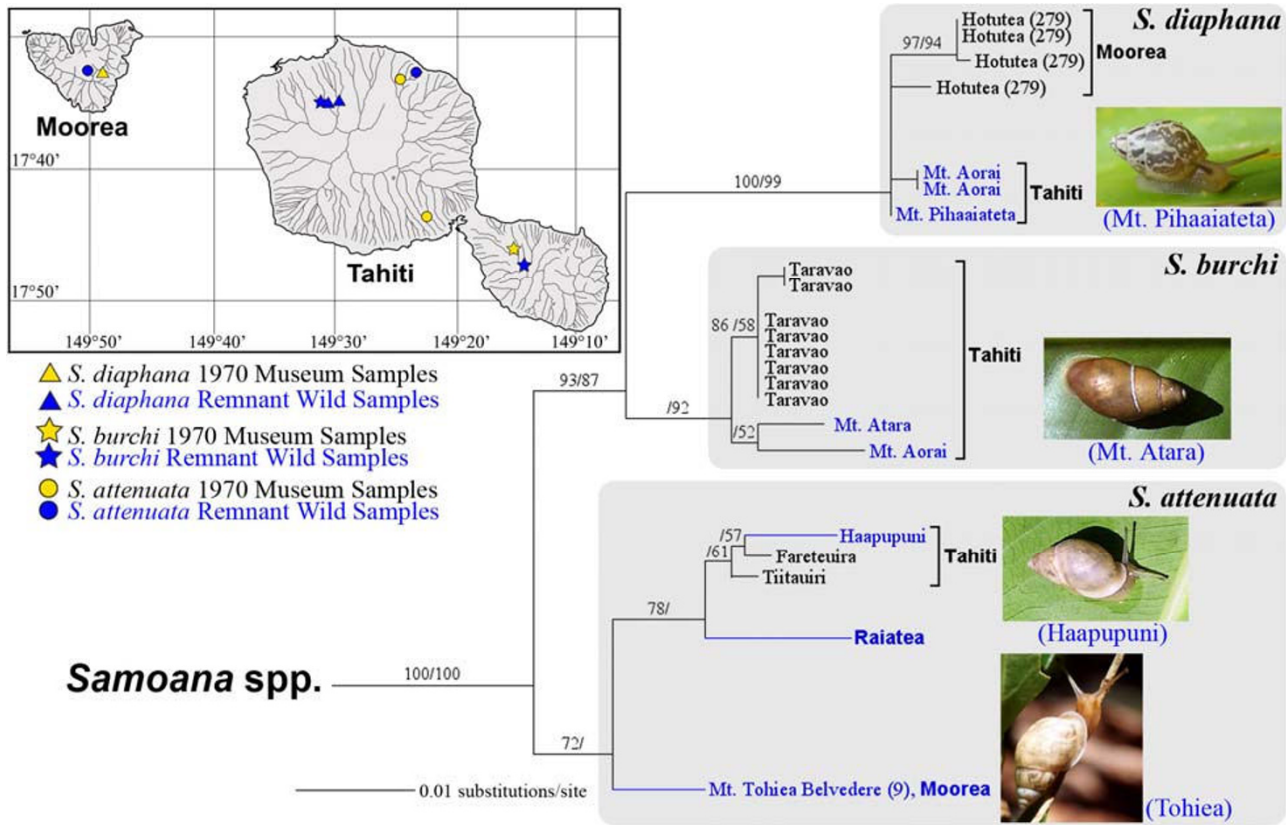 Moorea
Tahiti
17°40'
17°50'
149°50'
149°40'
149°30'
149°20'
149°10'
S. diaphana 1970 Museum Samples
S. diaphana Remnant Wild Samples
S. burchi 1970 Museum Samples
S. burchi Remnant Wild Samples
S. attenuata 1970 Museum Samples
S. attenuata Remnant Wild Samples
Samoana spp.
100/100
0.01 substitutions/site
93/87
72/
100/99
/92
78/
S. diaphana
97/94
Hotutea (279)
Hotutea (279)
Hotutea (279)
Hotutea (279)
Moorea
Mt. Aorai
Mt. Aorai
Mt. Pihaaiateta
Tahiti
(Mt. Pihaaiateta)
S. burchi
86 /58
Taravao
Taravao
Taravao
Taravao
Taravao
Taravao
Taravao
Taravao
/52
Mt. Atara
Mt. Aorai
Tahiti
(Mt. Atara)
S. attenuata
/57
/61
Haapupuni
Fareteuira
Tiitauiri
Tahiti
(Haapupuni)
Raiatea
Mt. Tohiea Belvedere (9), Moorea
(Tohiea)